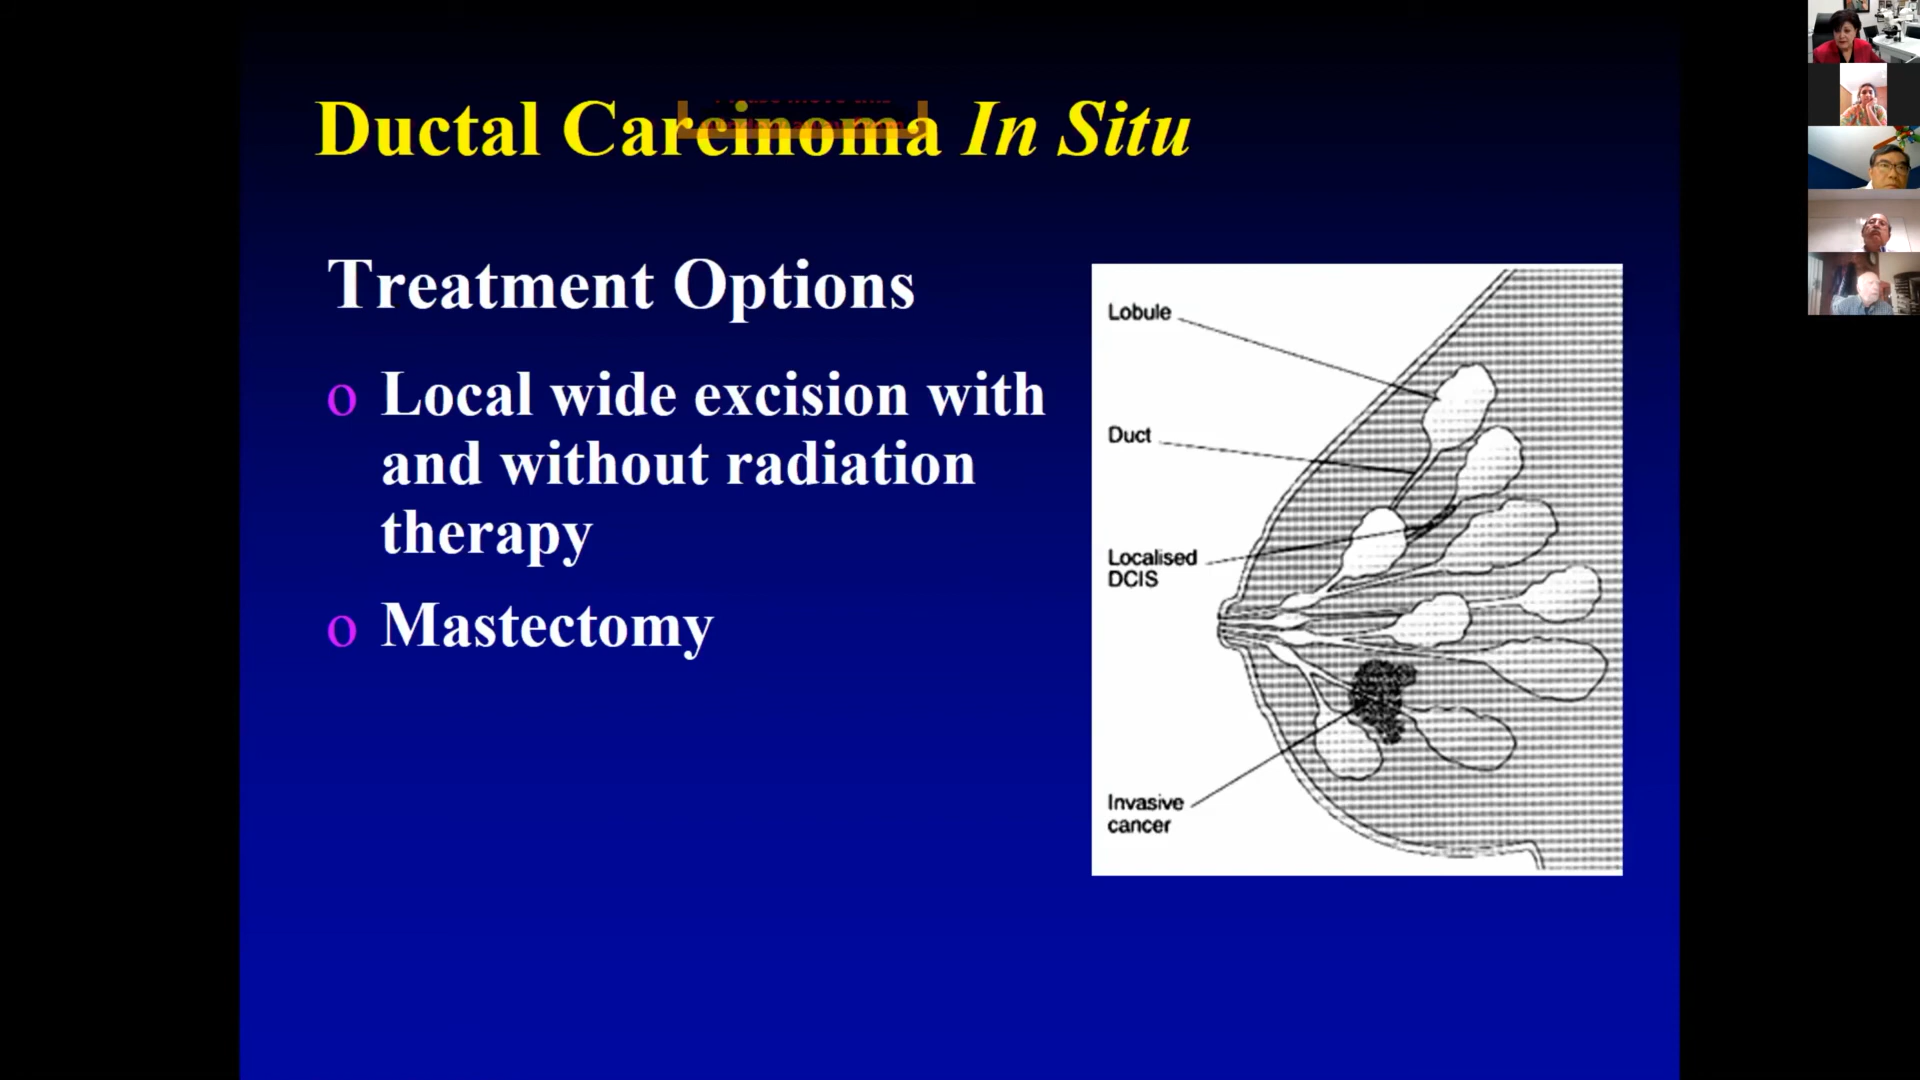 Ductal Carcinoma In Situ
Treatment Options
o Local wide excision with
and without radiation
therapy
o Mastectomy
Lobule
Duct
Localised
DCIS
Invasive
cancer